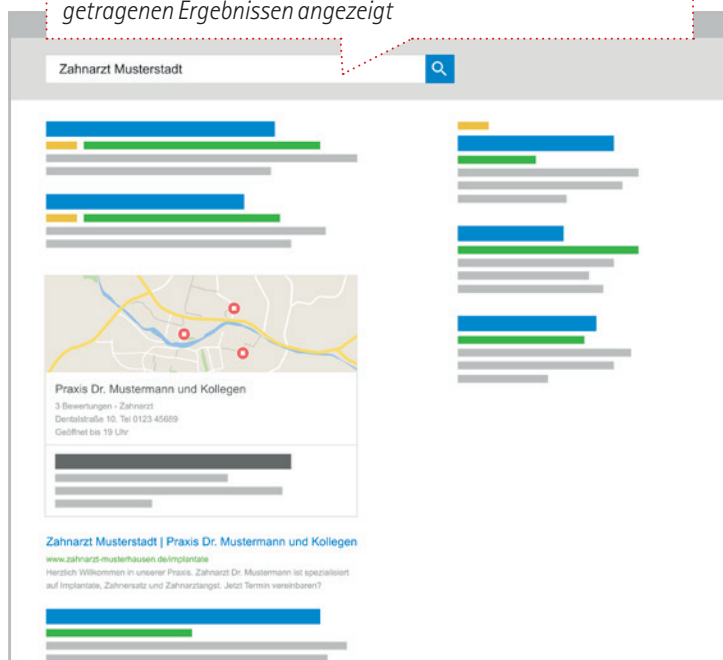 getragenen Ergebnissen angezeigt
Zahnarzt Musterstadt
Praxis Dr. Mustermann und Kollegen
3 Bewertungen - Zahnarzt
Dentalstraße 10. Tel 0123 45689
Geöffnet bis 19 Uhr
Zahnarzt Musterstadt | Praxis Dr. Mustermann und Kollegen
www.zahnarzt-musterhausen.de/implantate
Herzlich Willkommen in unserer Praxis. Zahnarzt Dr. Mustermann ist spezialisiert
auf Implantate, Zahnersatz und Zahnarztangst. Jetzt Termin vereinbaren?